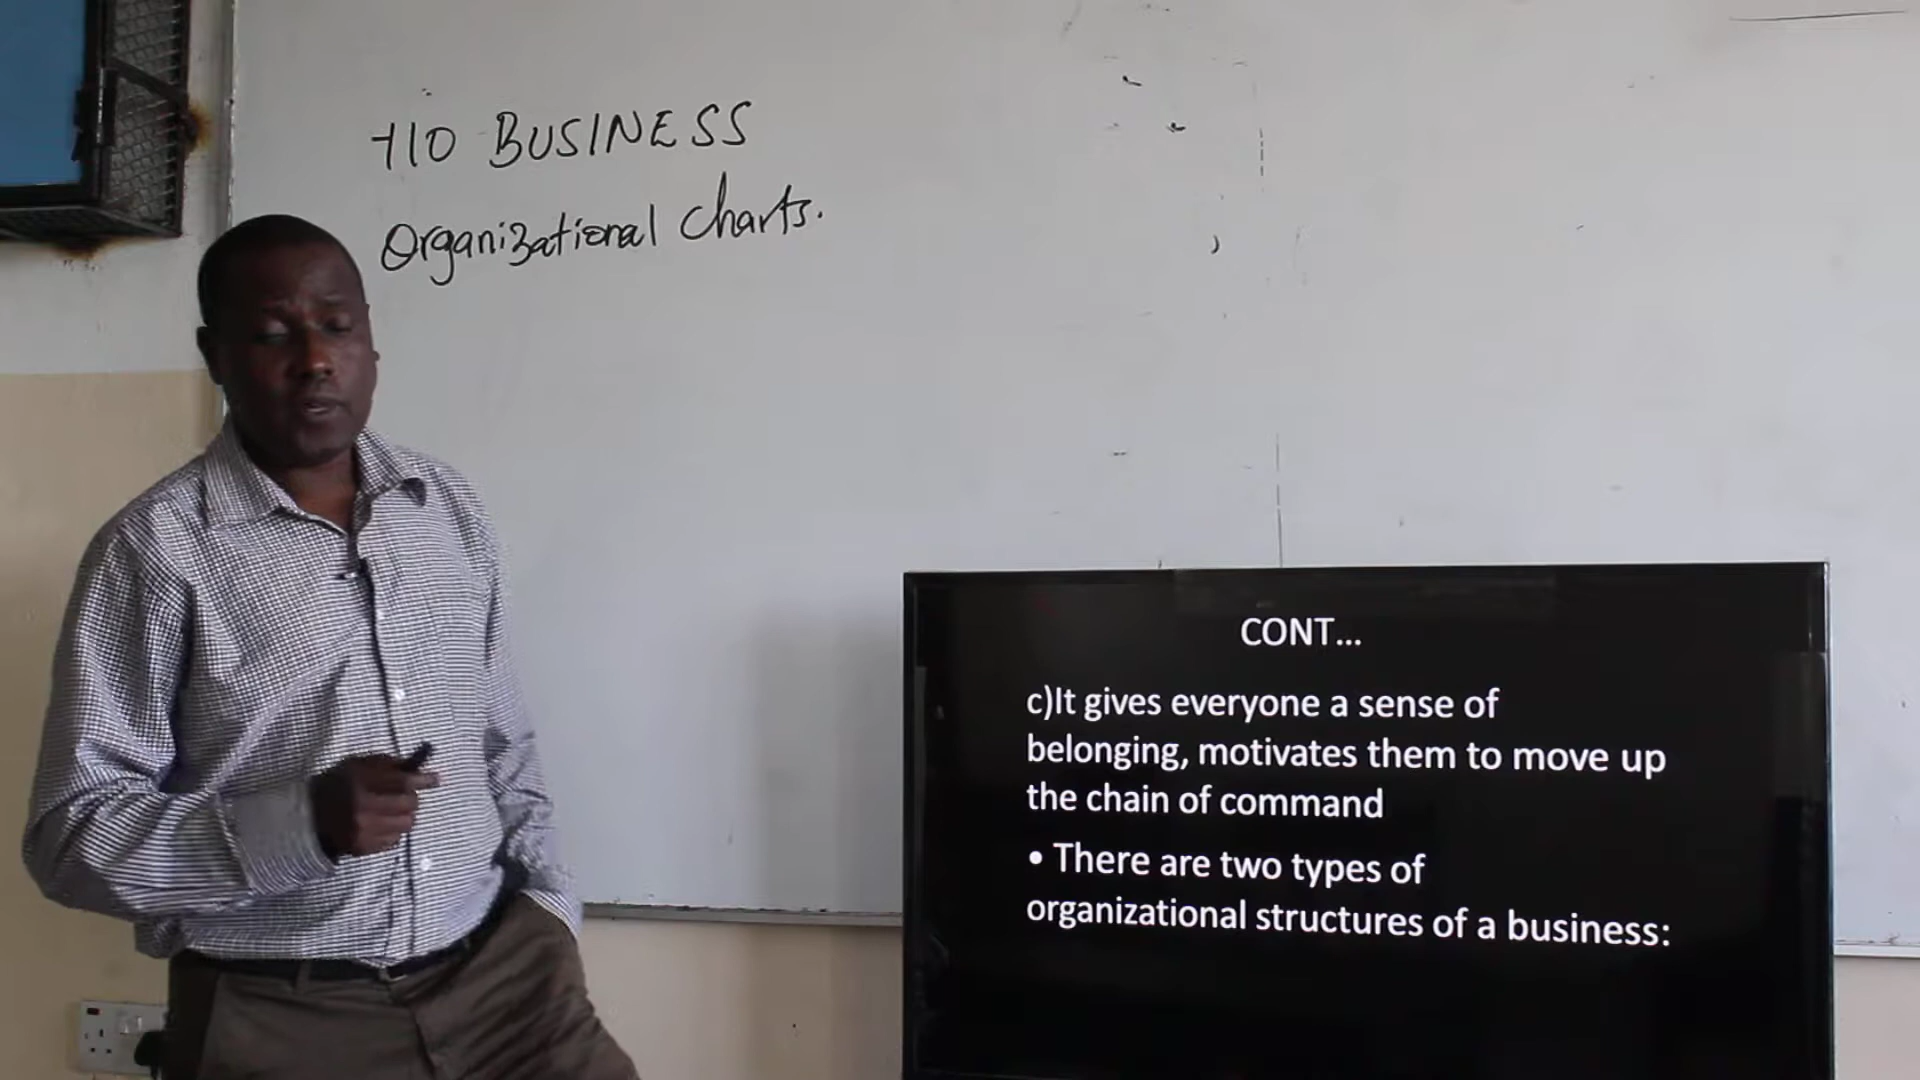 H10 BUSINESS
Organizational Charts.
CONT...
c)It gives everyone a sense of
belonging, motivates them to move up
the chain of command
• There are two types of
organizational structures of a business: